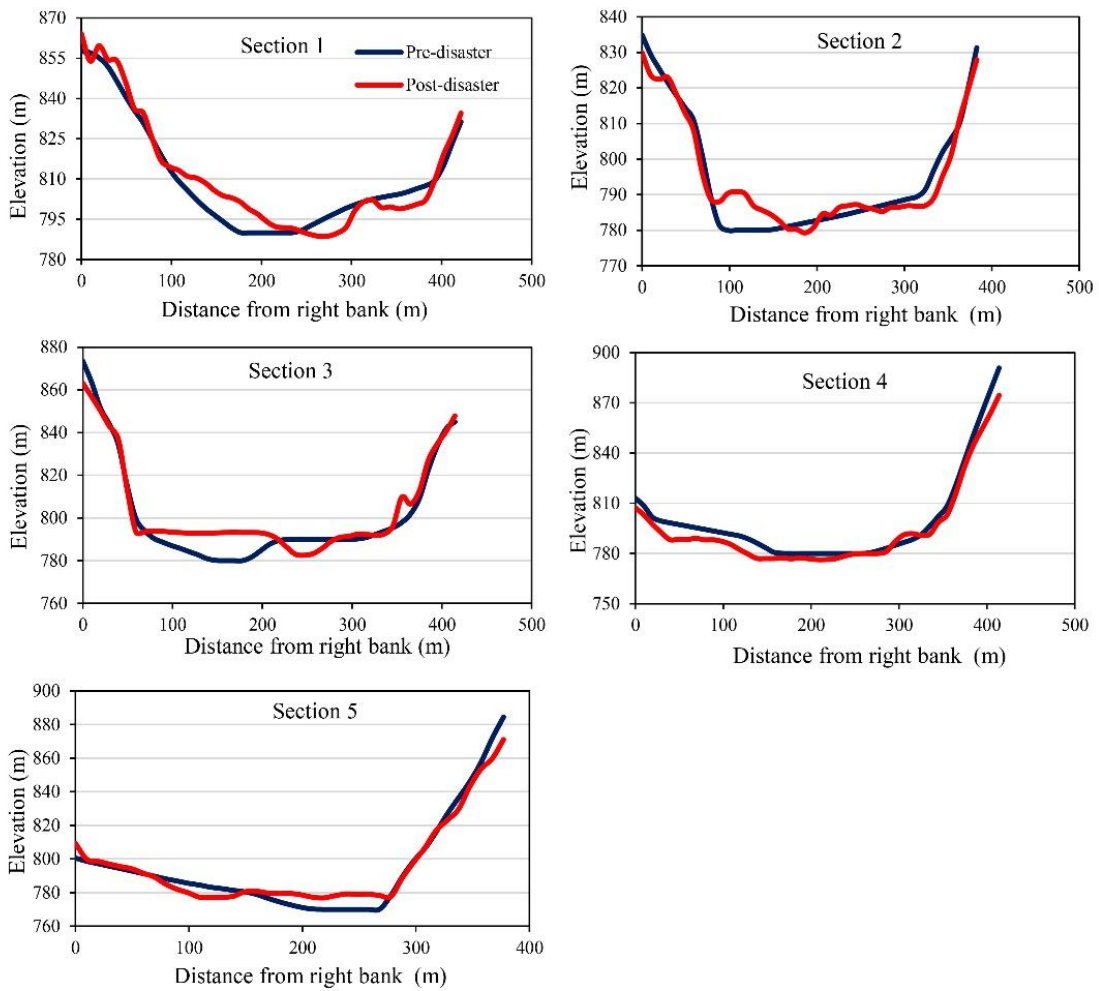 Section 1
Pre-disaster
Post-disaster
Elevation (m)
870
855
840
825
810
795
780
0 100 200 300 400 500
Distance from right bank (m)
Section 2
Elevation (m)
840
830
820
810
800
790
780
770
0 100 200 300 400 500
Distance from right bank (m)
Section 3
Elevation (m)
880
860
840
820
800
780
760
0 100 200 300 400 500
Distance from right bank (m)
Section 4
Elevation (m)
900
870
840
810
780
750
0 100 200 300 400 500
Distance from right bank (m)
Section 5
Elevation (m)
900
880
860
840
820
800
780
760
0 100 200 300 400
Distance from right bank (m)